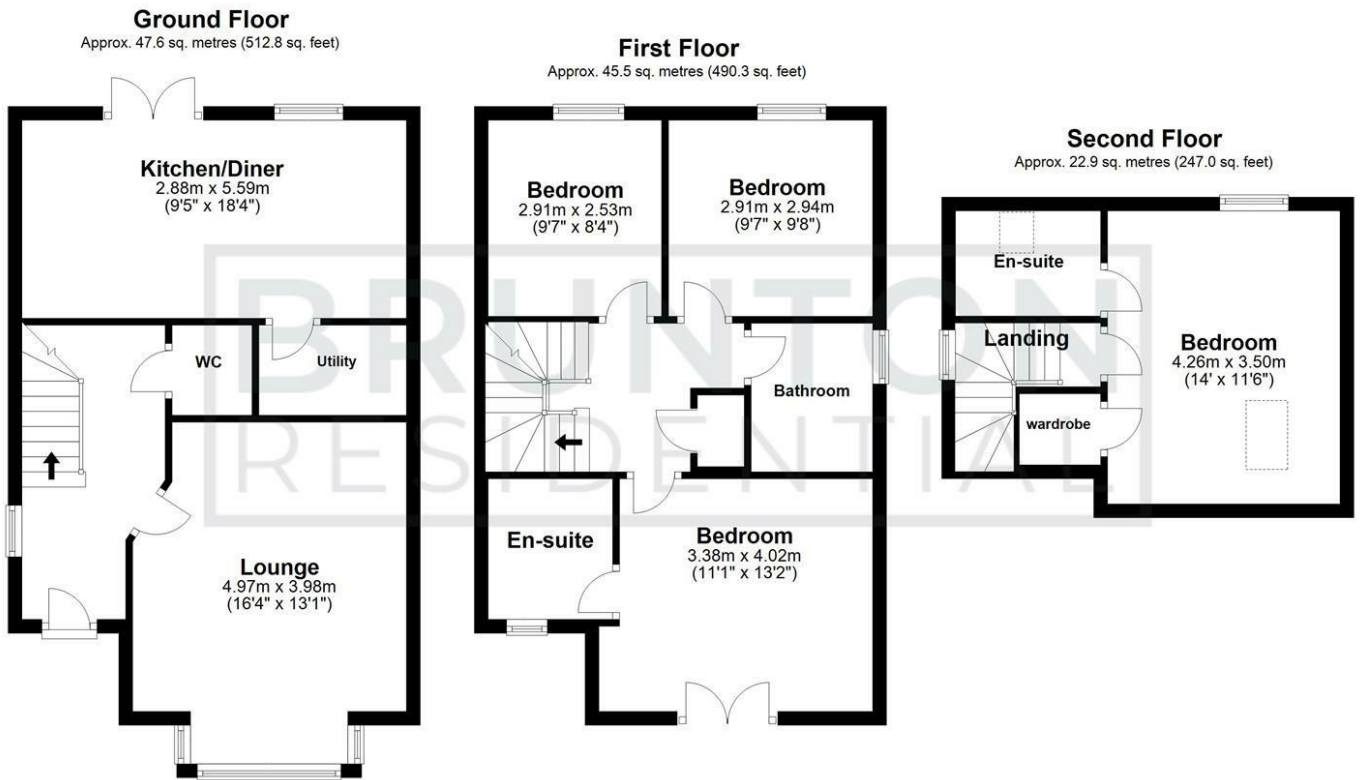 Ground Floor
Approx. 47.6 sq. metres (512.8 sq. feet)
Kitchen/Diner
2.88m x 5.59m
(9'5" x 18'4")
WC
Utility
Lounge
4.97m x 3.98m
(16'4" x 13'1")
First Floor
Approx. 45.5 sq. metres (490.3 sq. feet)
Bedroom
2.91m x 2.53m
(9'7" x 8'4")
Bedroom
2.91m x 2.94m
(9'7" x 9'8")
Bathroom
En-suite
Bedroom
3.38m x 4.02m
(11'1" x 13'2")
Second Floor
Approx. 22.9 sq. metres (247.0 sq. feet)
En-suite
Landing
wardrobe
Bedroom
4.26m x 3.50m
(14' x 11'6")
BRUNTON
RESIDENTIAL